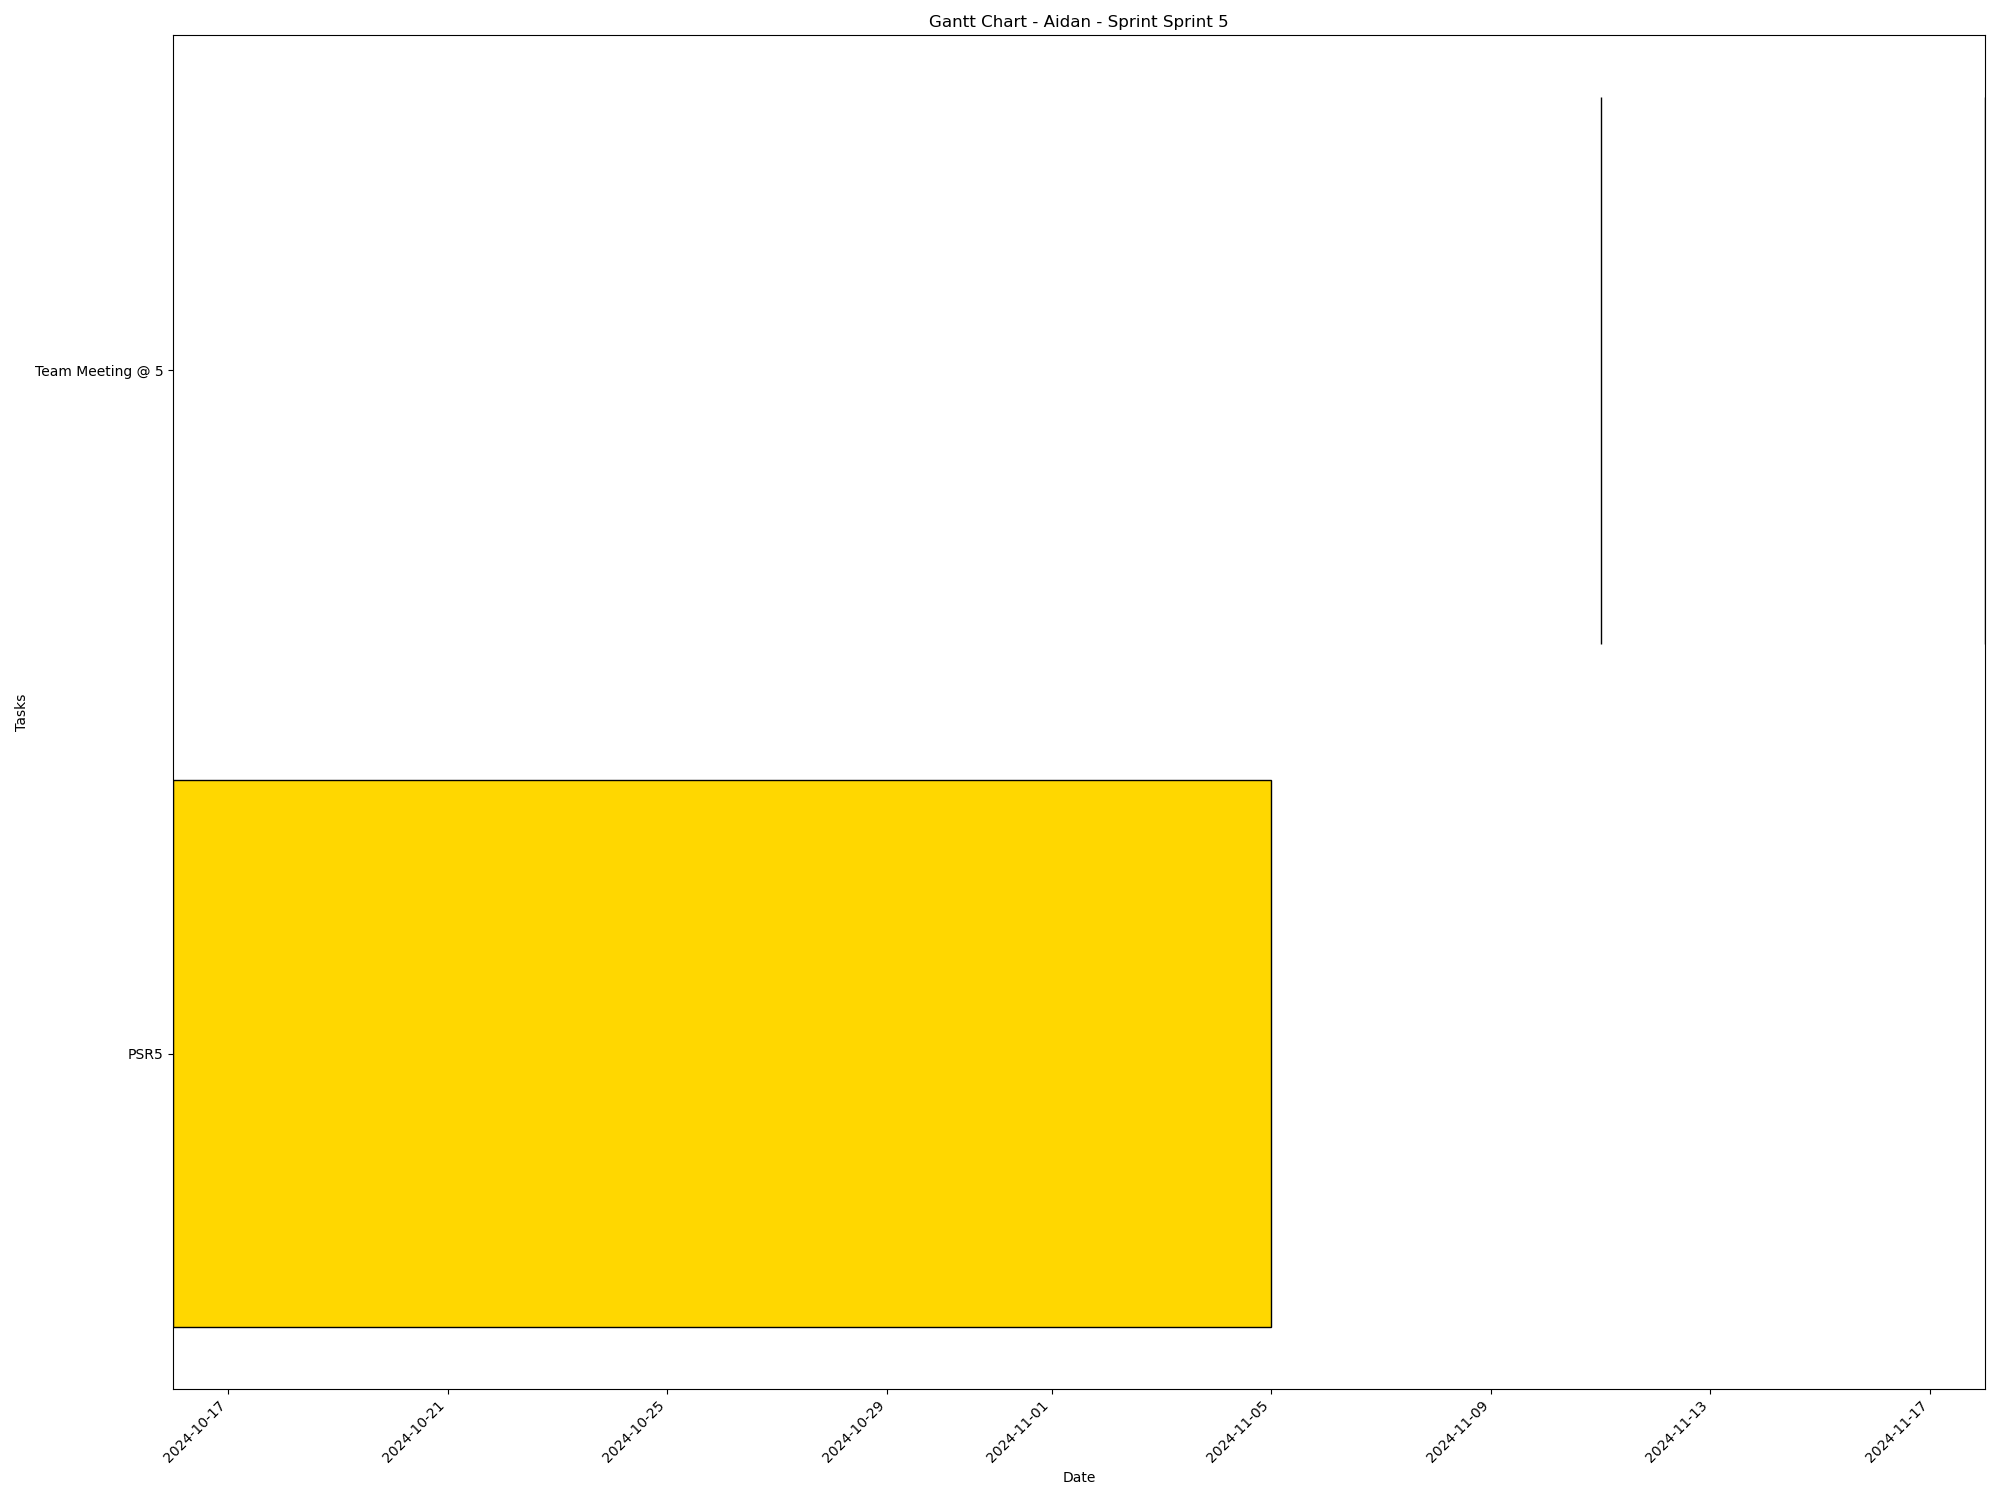 Gantt Chart - Aidan - Sprint Sprint 5
Team Meeting @ 5
Tasks
PSR5
2024-10-17
2024-10-21
2024-10-25
2024-10-29
2024-11-01
2024-11-05
2024-11-09
2024-11-13
2024-11-17
Date